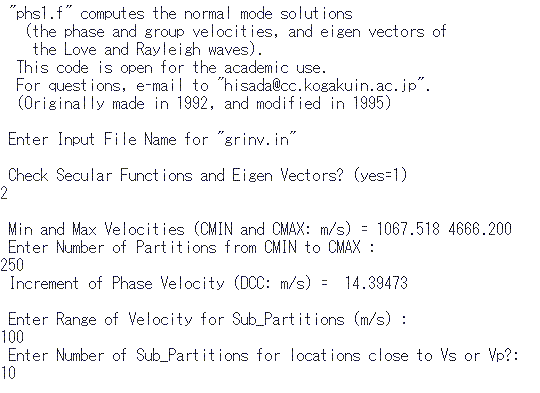 "phs1.f" computes the normal mode solutions
(the phase and group velocities, and eigen vectors of
the Love and Rayleigh waves).
This code is open for the academic use.
For questions, e-mail to "hisada@cc.kogakuin.ac.jp".
(Originally made in 1992, and modified in 1995)
Enter Input File Name for "grinv.in"
Check Secular Functions and Eigen Vectors? (yes=1)
2
Min and Max Velocities (CMIN and CMAX: m/s) = 1067.518 4666.200
Enter Number of Partitions from CMIN to CMAX :
250
Increment of Phase Velocity (DCC: m/s) = 14.39473
Enter Range of Velocity for Sub_Partitions (m/s) :
100
Enter Number of Sub_Partitions for locations close to Vs or Vp?:
10